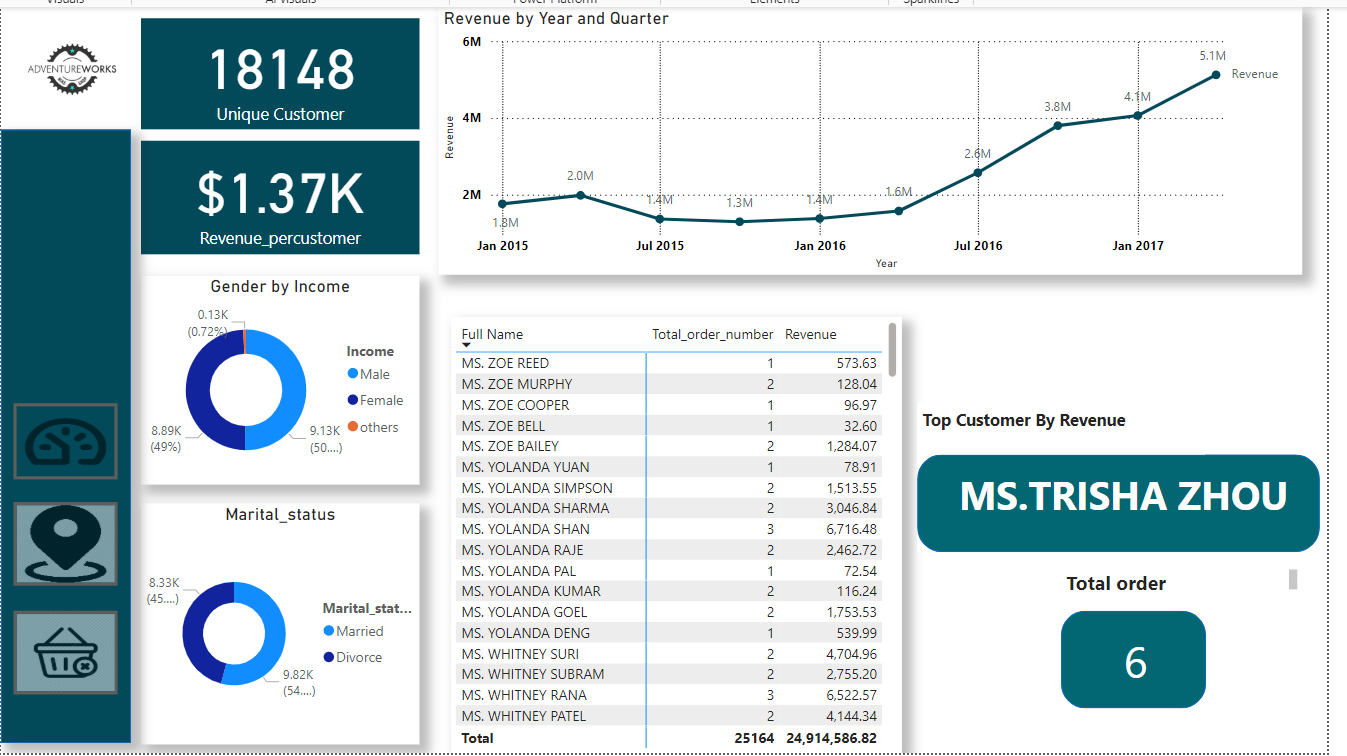 Visuals
AI visuals
Power Platform
Elements
Sparklines
ADVENTUREWORKS
18148
Unique Customer
$1.37K
Revenue_percustomer
Revenue by Year and Quarter
6M
4M
2M
Revenue
1.8M
2.0M
1.4M
1.3M
1.4M
1.6M
2.6M
3.8M
4.1M
5.1M
Revenue
Jan 2015
Jul 2015
Jan 2016
Jul 2016
Jan 2017
Year
Gender by Income
0.13K
(0.72%)
8.89K
(49%)
9.13K
(50....)
Income
Male
Female
others
Marital_status
8.33K
(45....)
9.82K
(54....)
Marital_stat...
Married
Divorce
Full Name Total_order_number Revenue
MS. ZOE REED 1 573.63
MS. ZOE MURPHY 2 128.04
MS. ZOE COOPER 1 96.97
MS. ZOE BELL 1 32.60
MS. ZOE BAILEY 2 1,284.07
MS. YOLANDA YUAN 1 78.91
MS. YOLANDA SIMPSON 2 1,513.55
MS. YOLANDA SHARMA 2 3,046.84
MS. YOLANDA SHAN 3 6,716.48
MS. YOLANDA RAJE 2 2,462.72
MS. YOLANDA PAL 1 72.54
MS. YOLANDA KUMAR 2 116.24
MS. YOLANDA GOEL 2 1,753.53
MS. YOLANDA DENG 1 539.99
MS. WHITNEY SURI 2 4,704.96
MS. WHITNEY SUBRAM 2 2,755.20
MS. WHITNEY RANA 3 6,522.57
MS. WHITNEY PATEL 2 4,144.34
Total 25164 24,914,586.82
Top Customer By Revenue
MS.TRISHA ZHOU
Total order
6